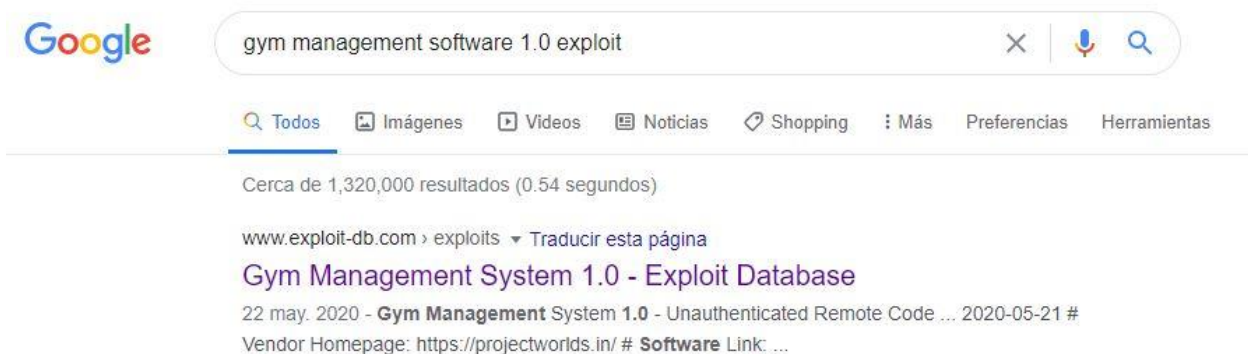 Google
gym management software 1.0 exploit
Todos Imágenes Videos Noticias Shopping Más Preferencias Herramientas
Cerca de 1,320,000 resultados (0.54 segundos)
www.exploit-db.com › exploits ▾ Traducir esta página
Gym Management System 1.0 - Exploit Database
22 may. 2020 - Gym Management System 1.0 - Unauthenticated Remote Code ... 2020-05-21 #
Vendor Homepage: https://projectworlds.in/ # Software Link: ...